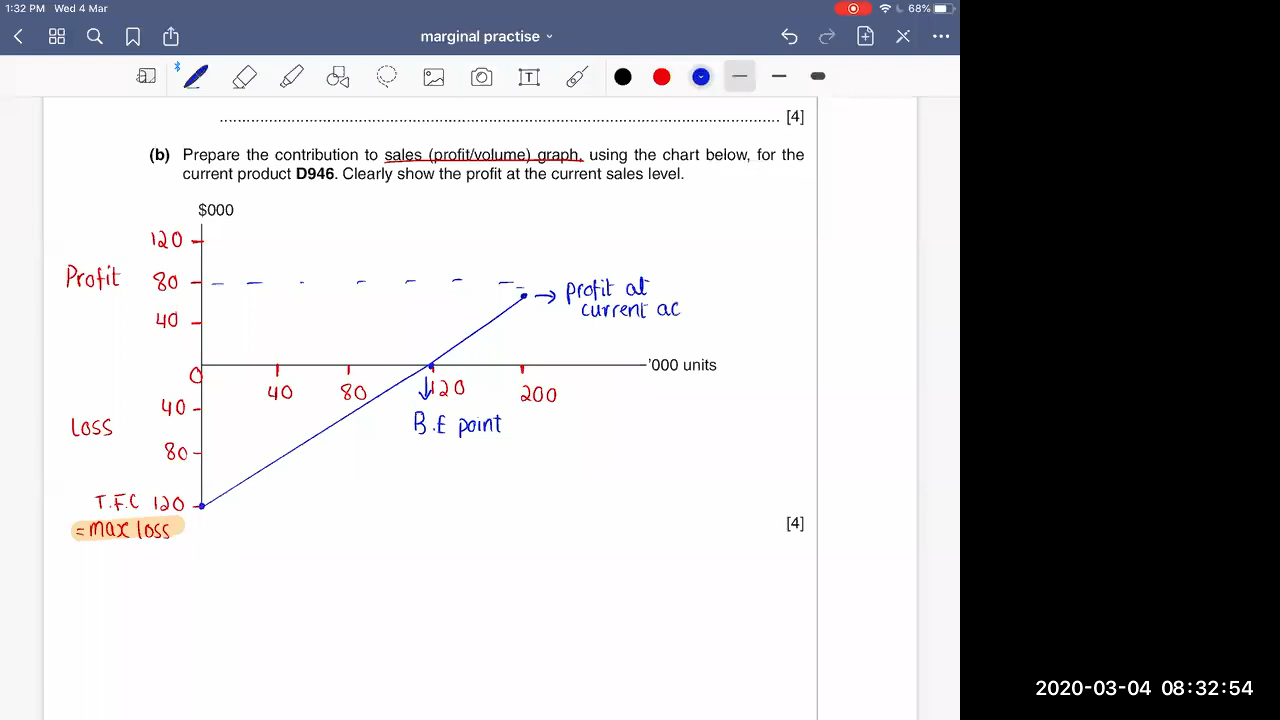 1:32 PM Wed 4 Mar
68%
marginal practise
T
[4]
(b) Prepare the contribution to sales (profit/volume) graph, using the chart below, for the
current product D946. Clearly show the profit at the current sales level.
$000
120
Profit 80
40
profit at
current ac
0
'000 units
40 80 120 200
40
Loss
B.E point
80
T.F.C 120
= max loss
[4]
2020-03-04 08:32:54